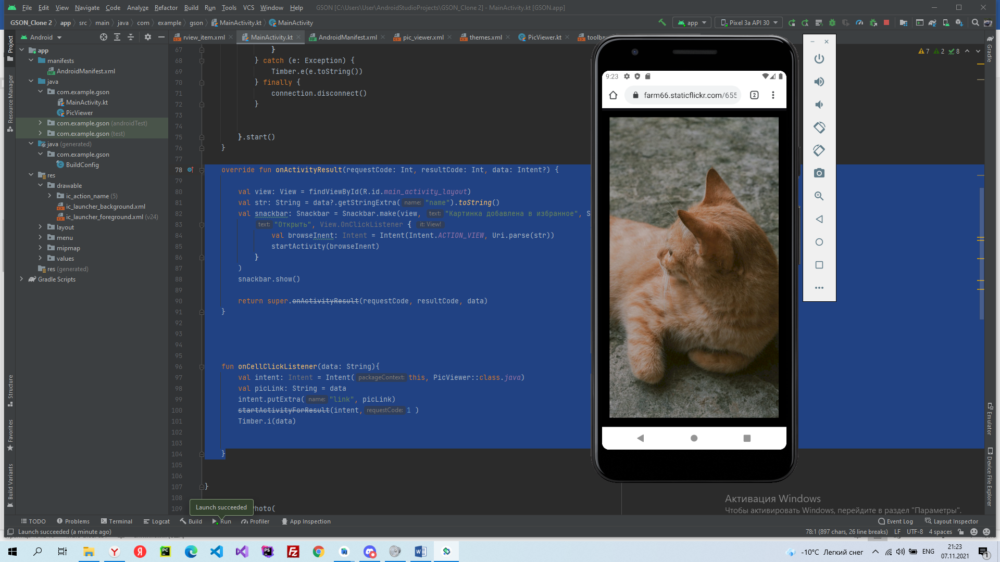 File Edit View Navigate Code Analyze Refactor Build Run Tools VCS Window Help GSON [C:\Users\User\AndroidStudioProjects\GSON_Clone 2] - MainActivity.kt [GSON.app]
GSON_Clone 2 app src main java com example gson MainActivity.kt MainActivity app Pixel 3a API 30
Android rview_item.xml MainActivity.kt AndroidManifest.xml pic_viewer.xml themes.xml PicViewer.kt toolba
Project
Resource Manager
Structure
Favorites
Build Variants
app
manifests
AndroidManifest.xml
java
com.example.gson
MainActivity.kt
PicViewer
com.example.gson (androidTest)
com.example.gson (test)
java (generated)
com.example.gson
BuildConfig
res
drawable
ic_action_name (5)
ic_launcher_background.xml
ic_launcher_foreground.xml (v24)
layout
menu
mipmap
values
res (generated)
Gradle Scripts
7 2 8
67 }
68 } catch (e: Exception) {
69 Timber.e(e.toString())
70 } finally {
71 connection.disconnect()
72 }
73
74
75 }.start()
76 }
77
78 override fun onActivityResult(requestCode: Int, resultCode: Int, data: Intent?) {
79
80 val view: View = findViewById(R.id.main_activity_layout)
81 val str: String = data?.getStringExtra( name: "name").toString()
82 val snackbar: Snackbar = Snackbar.make(view, text: "Картинка добавлена в избранное", S
83 text: "Открыть", View.OnClickListener { it: View!
84 val browseInent: Intent = Intent(Intent.ACTION_VIEW, Uri.parse(str))
85 startActivity(browseInent)
86 }
87 )
88 snackbar.show()
89
90 return super.onActivityResult(requestCode, resultCode, data)
91 }
92
93
94
95
96 fun onCellClickListener(data: String){
97 val intent: Intent = Intent( packageContext: this, PicViewer::class.java)
98 val picLink: String = data
99 intent.putExtra( name: "link", picLink)
100 startActivityForResult(intent, requestCode: 1 )
101 Timber.i(data)
102
103
104 }
105
106
107 }
108
109 hoto(
9:23
farm66.staticflickr.com/655
2
Gradle
Emulator
Device File Explorer
Активация Windows
Чтобы активировать Windows, перейдите в раздел "Параметры".
Launch succeeded
TODO Problems Terminal Logcat Build Run Profiler App Inspection Event Log Layout Inspector
Launch succeeded (a minute ago) 78:1 (897 chars, 26 line breaks) LF UTF-8 4 spaces
-10°C Легкий снег ENG 21:23
07.11.2021
1